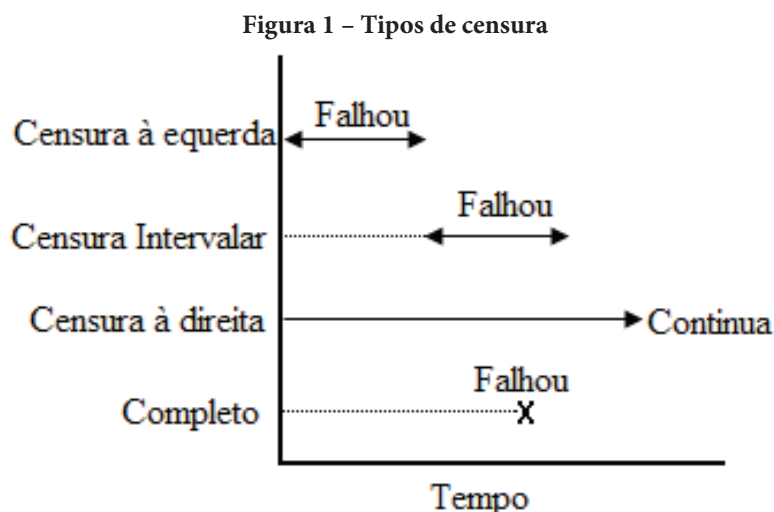 Figura 1 – Tipos de censura
Falhou
Censura à equerda
Falhou
Censura Intervalar
Censura à direita
Continua
Falhou
Completo
X
Tempo